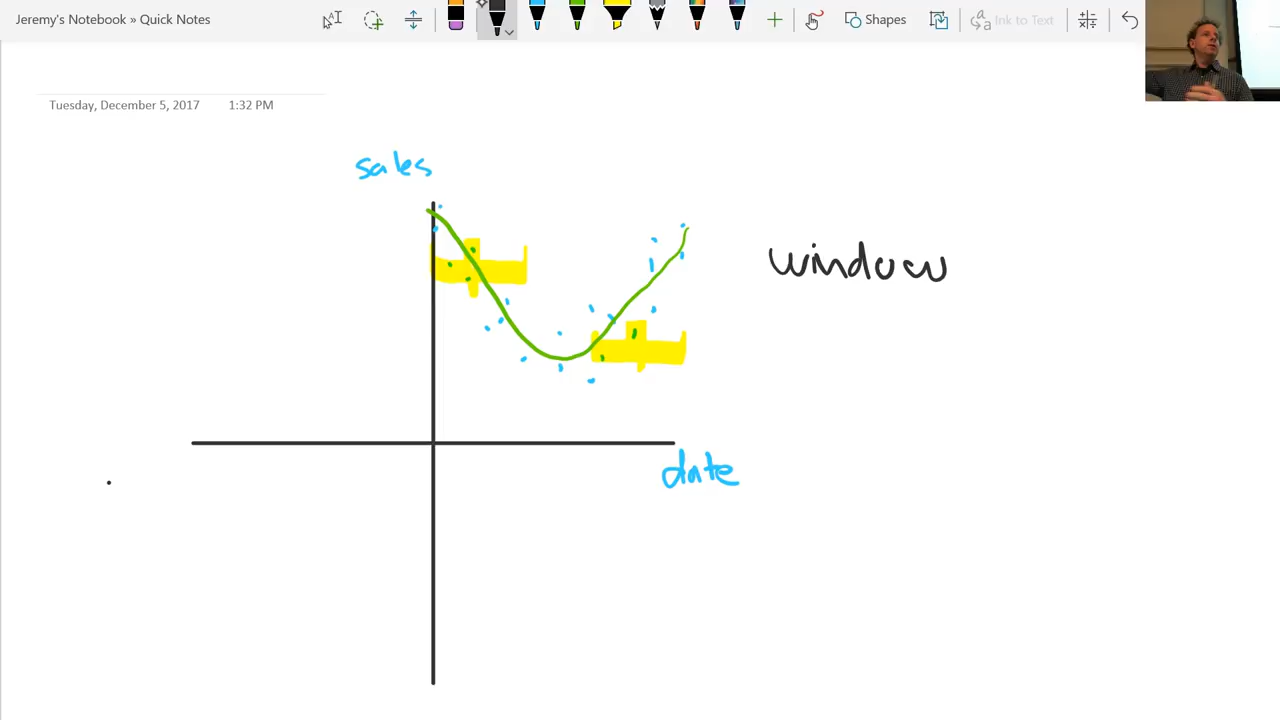 Jeremy's Notebook » Quick Notes
Shapes
Ink to Text
Tuesday, December 5, 2017 1:32 PM
sales
window
date